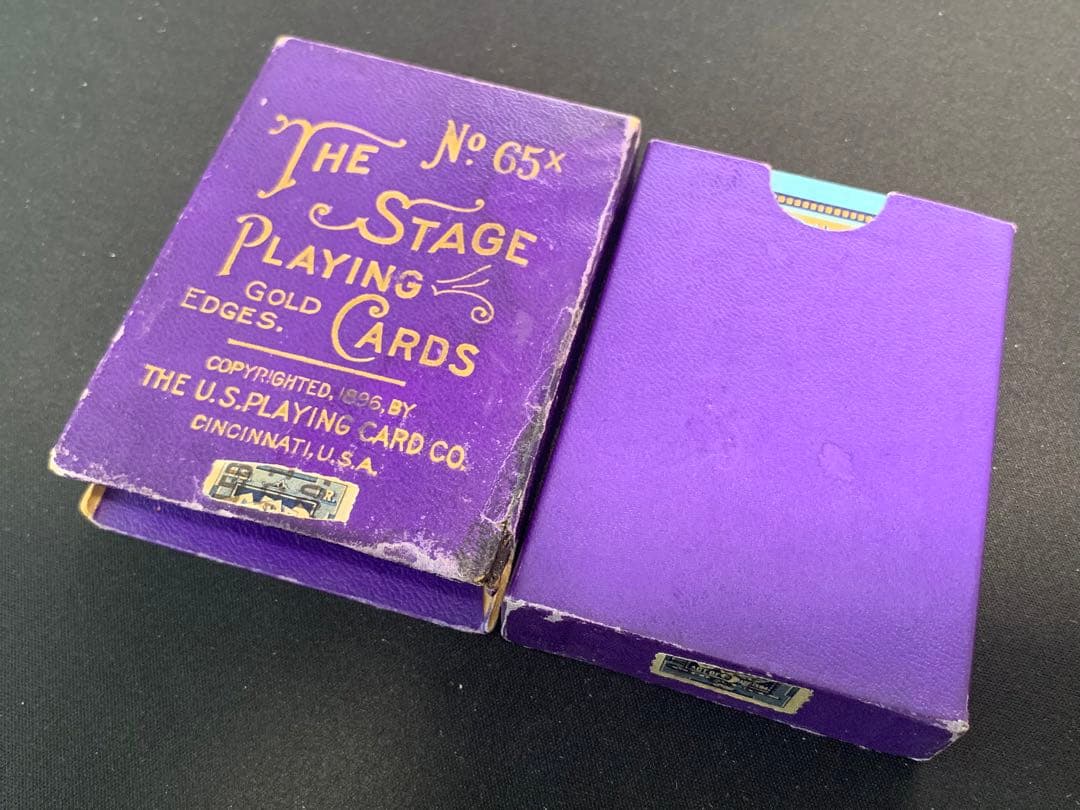 THE No. 65X
STAGE
PLAYING
GOLD
EDGES. CARDS
COPYRIGHTED, 1896, BY
THE U.S. PLAYING CARD CO.
CINCINNATI, U.S.A.